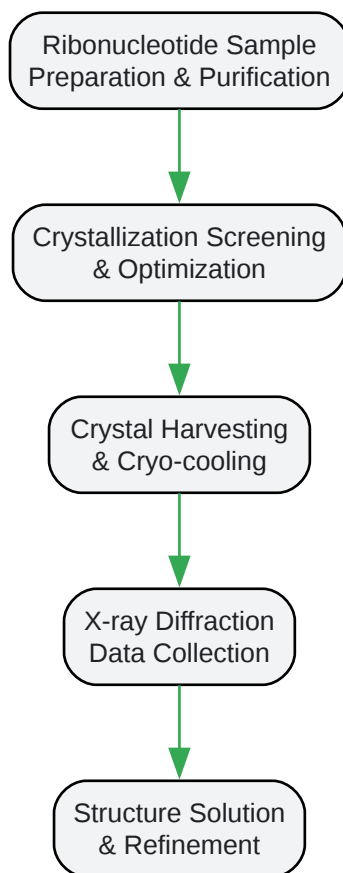 Ribonucleotide Sample
Preparation & Purification
Crystallization Screening
& Optimization
Crystal Harvesting
& Cryo-cooling
X-ray Diffraction
Data Collection
Structure Solution
& Refinement